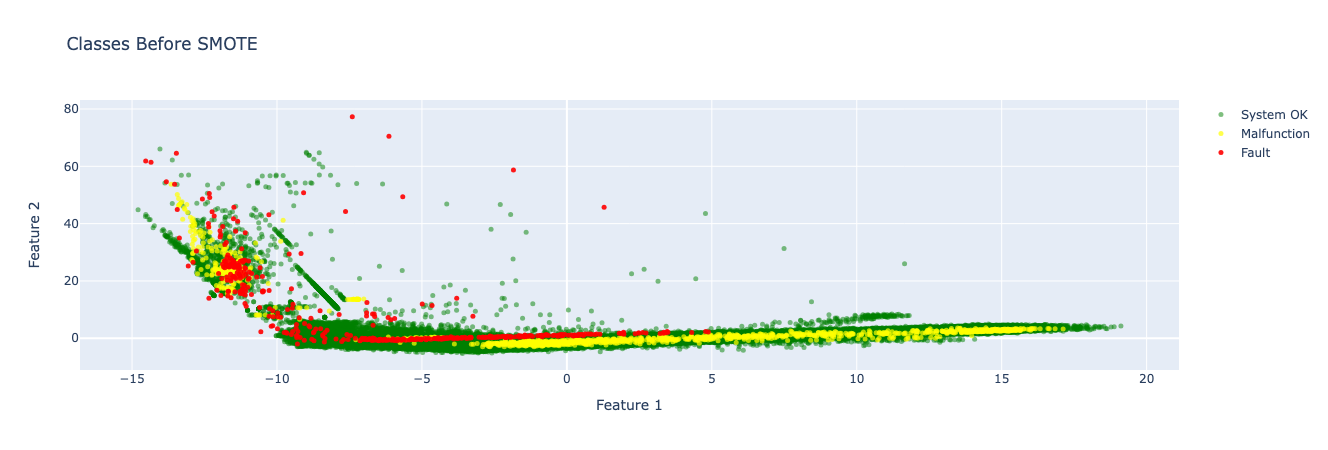 Classes Before SMOTE
80
60
40
20
0
Feature 2
−15
−10
−5
0
5
10
15
20
Feature 1
System OK
Malfunction
Fault